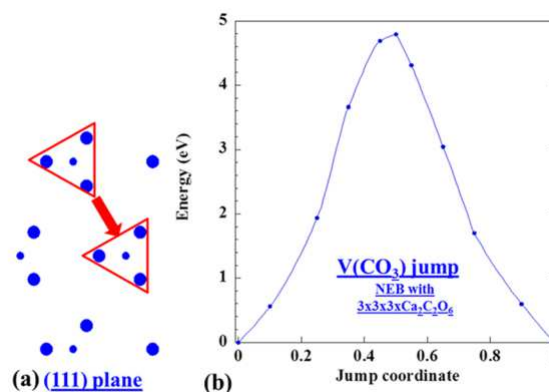 (a) (111) plane
Energy (eV)
5
4
3
2
1
0
V(CO₃) jump
NEB with
3x3x3xCa₂C₂O₆
0.0 0.2 0.4 0.6 0.8
(b) Jump coordinate